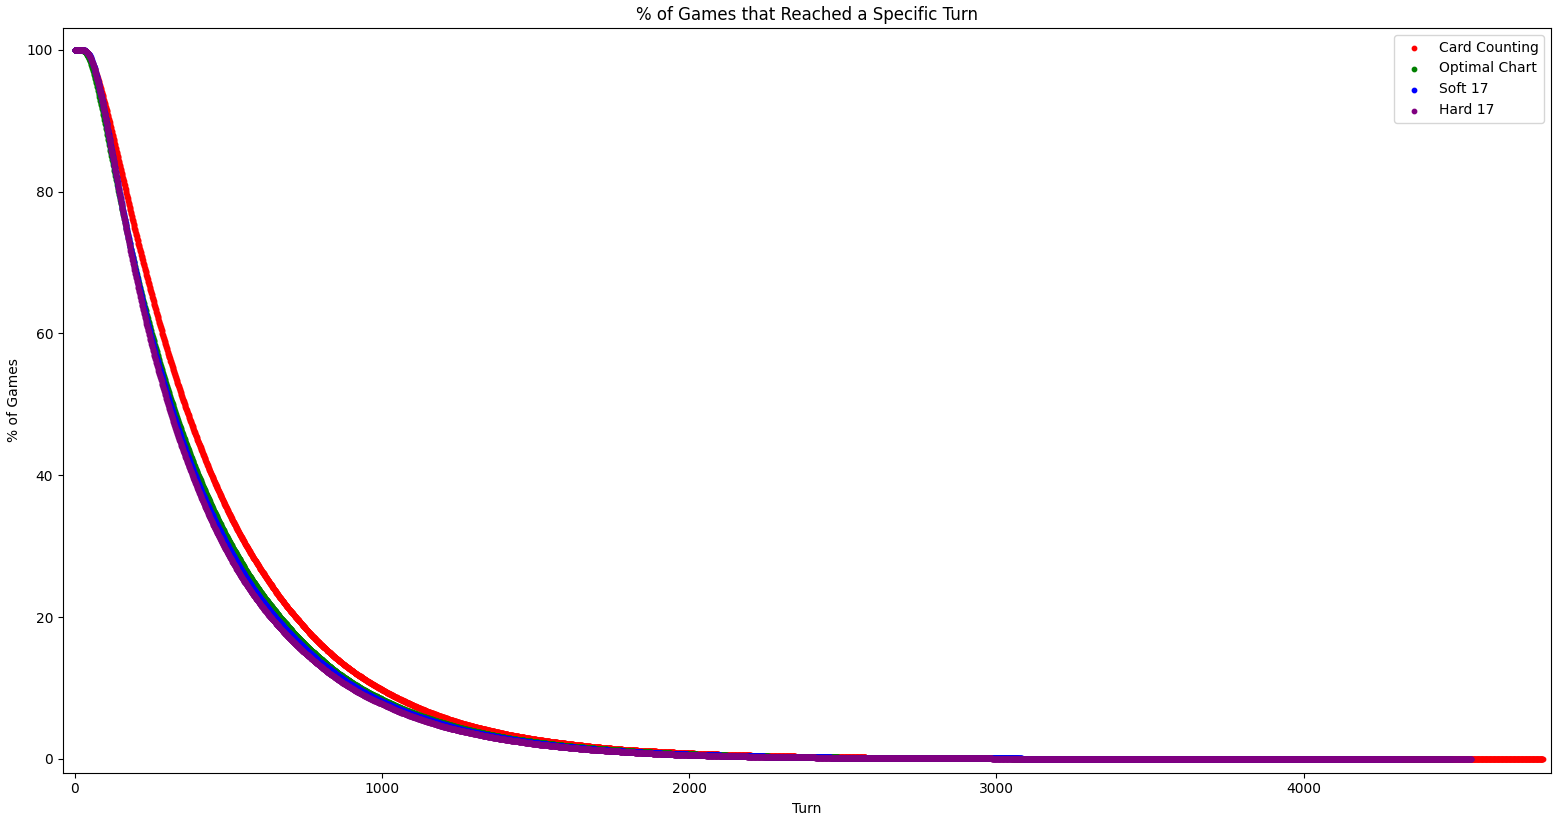 % of Games that Reached a Specific Turn
Card Counting
Optimal Chart
Soft 17
Hard 17
100
80
60
40
20
0
% of Games
0
1000
2000
3000
4000
Turn